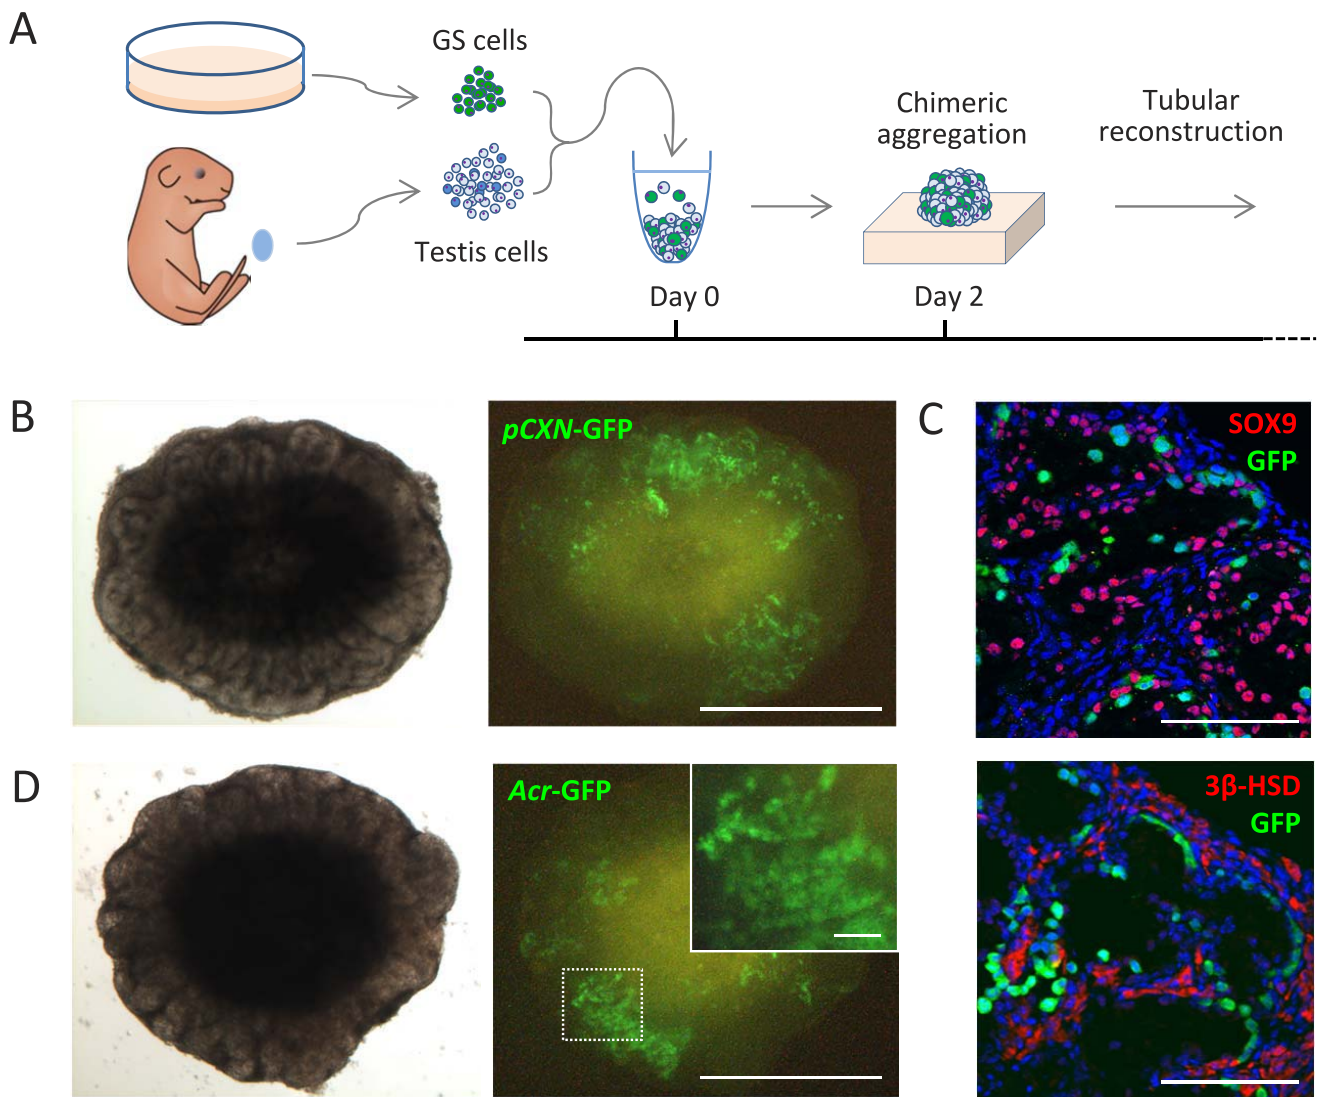 A
GS cells
Testis cells
Chimeric
aggregation
Tubular
reconstruction
Day 0
Day 2
B
pCXN-GFP
C
SOX9
GFP
D
Acr-GFP
3β-HSD
GFP